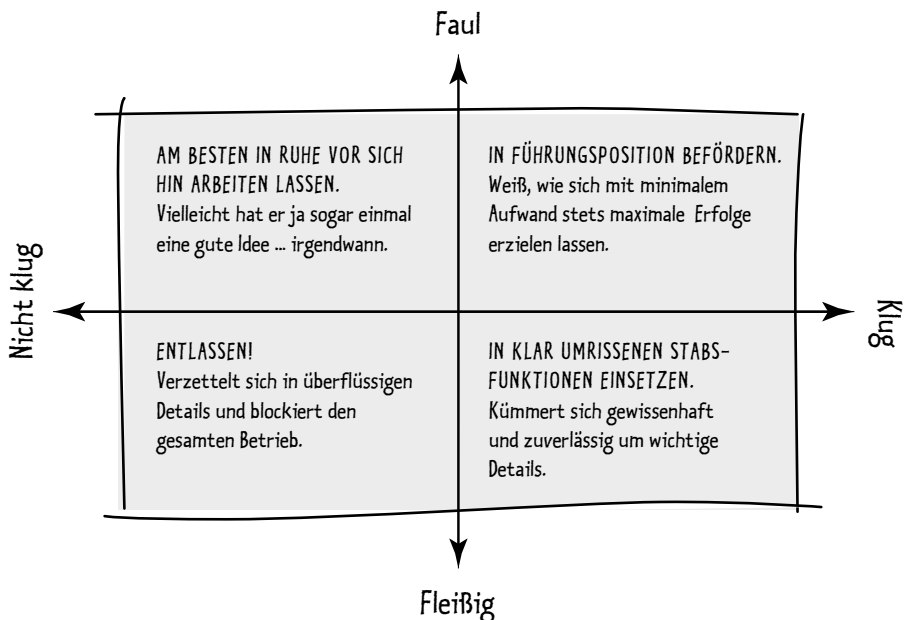 Faul
AM BESTEN IN RUHE VOR SICH
HIN ARBEITEN LASSEN.
Vielleicht hat er ja sogar einmal
eine gute Idee ... irgendwann.
IN FÜHRUNGSPOSITION BEFÖRDERN.
Weiß, wie sich mit minimalem
Aufwand stets maximale Erfolge
erzielen lassen.
Nicht klug
Klug
ENTLASSEN!
Verzettelt sich in überflüssigen
Details und blockiert den
gesamten Betrieb.
IN KLAR UMRISSENEN STABS-
FUNKTIONEN EINSETZEN.
Kümmert sich gewissenhaft
und zuverlässig um wichtige
Details.
Fleißig